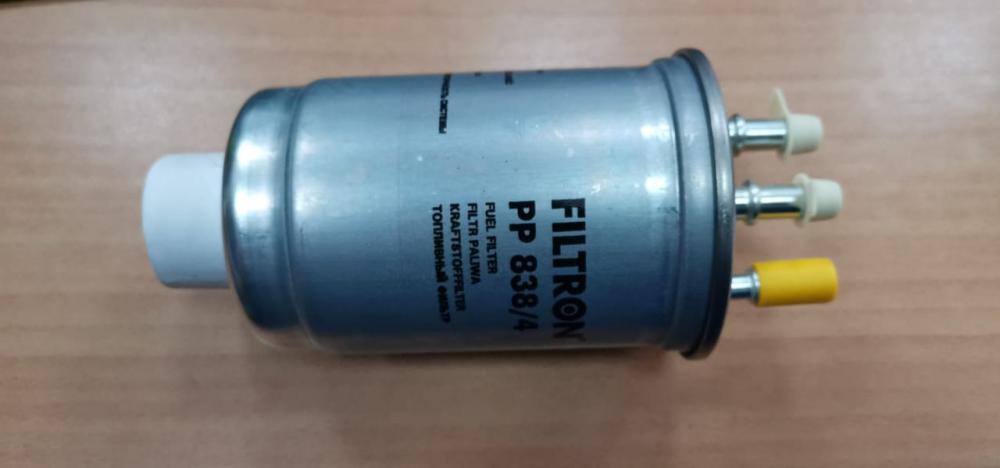 FILTRON
PP 838/4
FUEL FILTER
FILTR PALIWA
KRAFTSTOFFFILTER
ТОПЛИВНЫЙ ФИЛЬТР